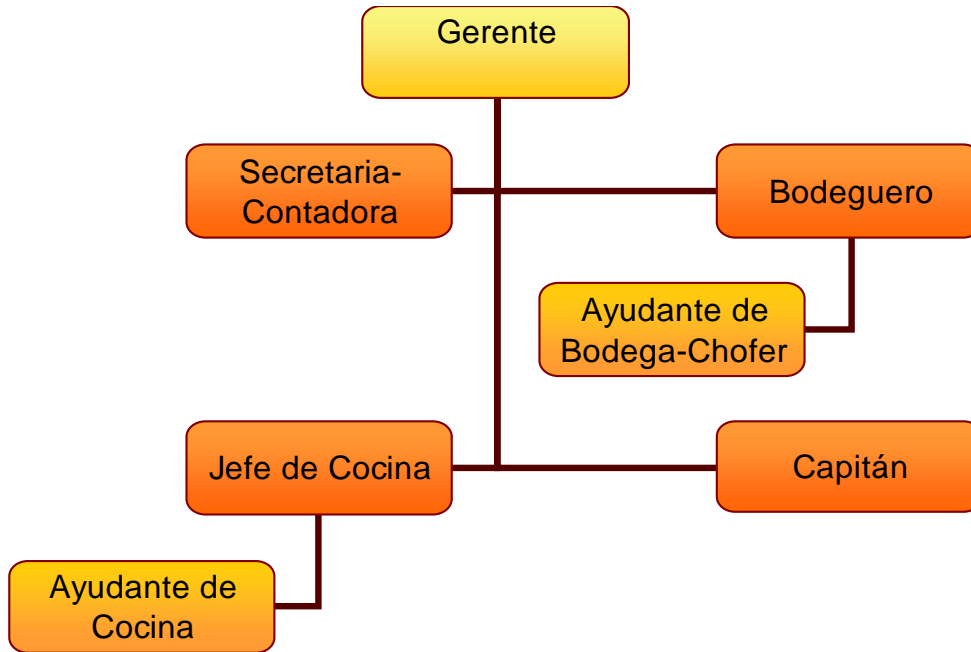 Gerente
Secretaria-
Contadora
Bodeguero
Ayudante de
Bodega-Chofer
Jefe de Cocina
Capitán
Ayudante de
Cocina